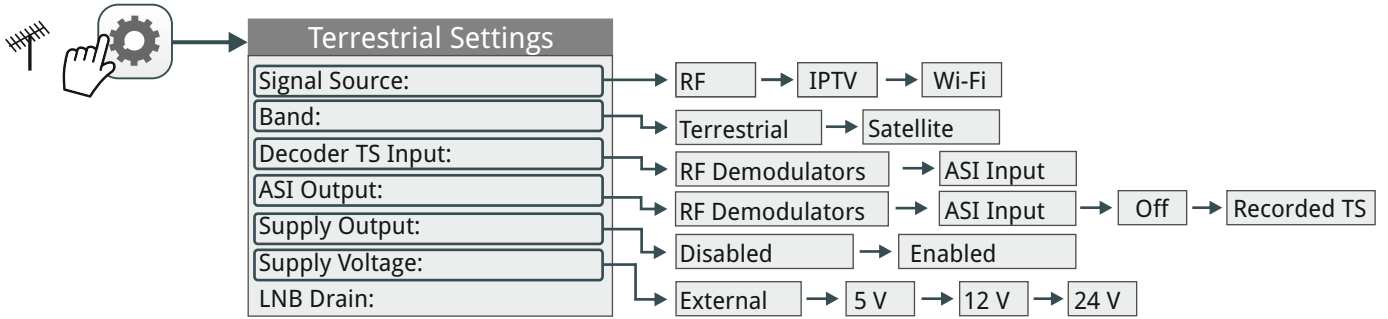 Terrestrial Settings
Signal Source: RF IPTV Wi-Fi
Band: Terrestrial Satellite
Decoder TS Input: RF Demodulators ASI Input
ASI Output: RF Demodulators ASI Input Off Recorded TS
Supply Output: Disabled Enabled
Supply Voltage: External 5 V 12 V 24 V
LNB Drain: